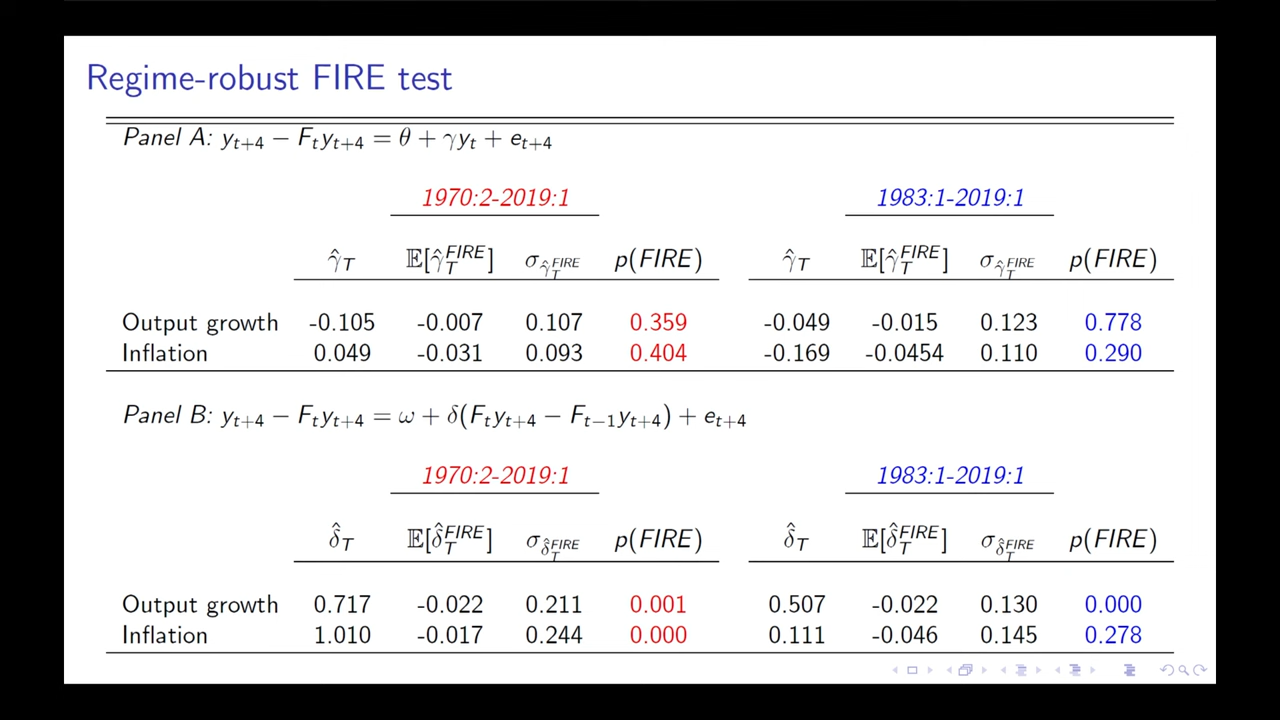 Regime-robust FIRE test
Panel A: y_{t+4} − F_t y_{t+4} = θ + γy_t + e_{t+4}
1970:2-2019:1 1983:1-2019:1
γ̂_T 𝔼[γ̂_T^{FIRE}] σ_{γ̂_T^{FIRE}} p(FIRE) γ̂_T 𝔼[γ̂_T^{FIRE}] σ_{γ̂_T^{FIRE}} p(FIRE)
Output growth -0.105 -0.007 0.107 0.359 -0.049 -0.015 0.123 0.778
Inflation 0.049 -0.031 0.093 0.404 -0.169 -0.0454 0.110 0.290
Panel B: y_{t+4} − F_t y_{t+4} = ω + δ(F_t y_{t+4} − F_{t−1} y_{t+4}) + e_{t+4}
1970:2-2019:1 1983:1-2019:1
δ̂_T 𝔼[δ̂_T^{FIRE}] σ_{δ̂_T^{FIRE}} p(FIRE) δ̂_T 𝔼[δ̂_T^{FIRE}] σ_{δ̂_T^{FIRE}} p(FIRE)
Output growth 0.717 -0.022 0.211 0.001 0.507 -0.022 0.130 0.000
Inflation 1.010 -0.017 0.244 0.000 0.111 -0.046 0.145 0.278